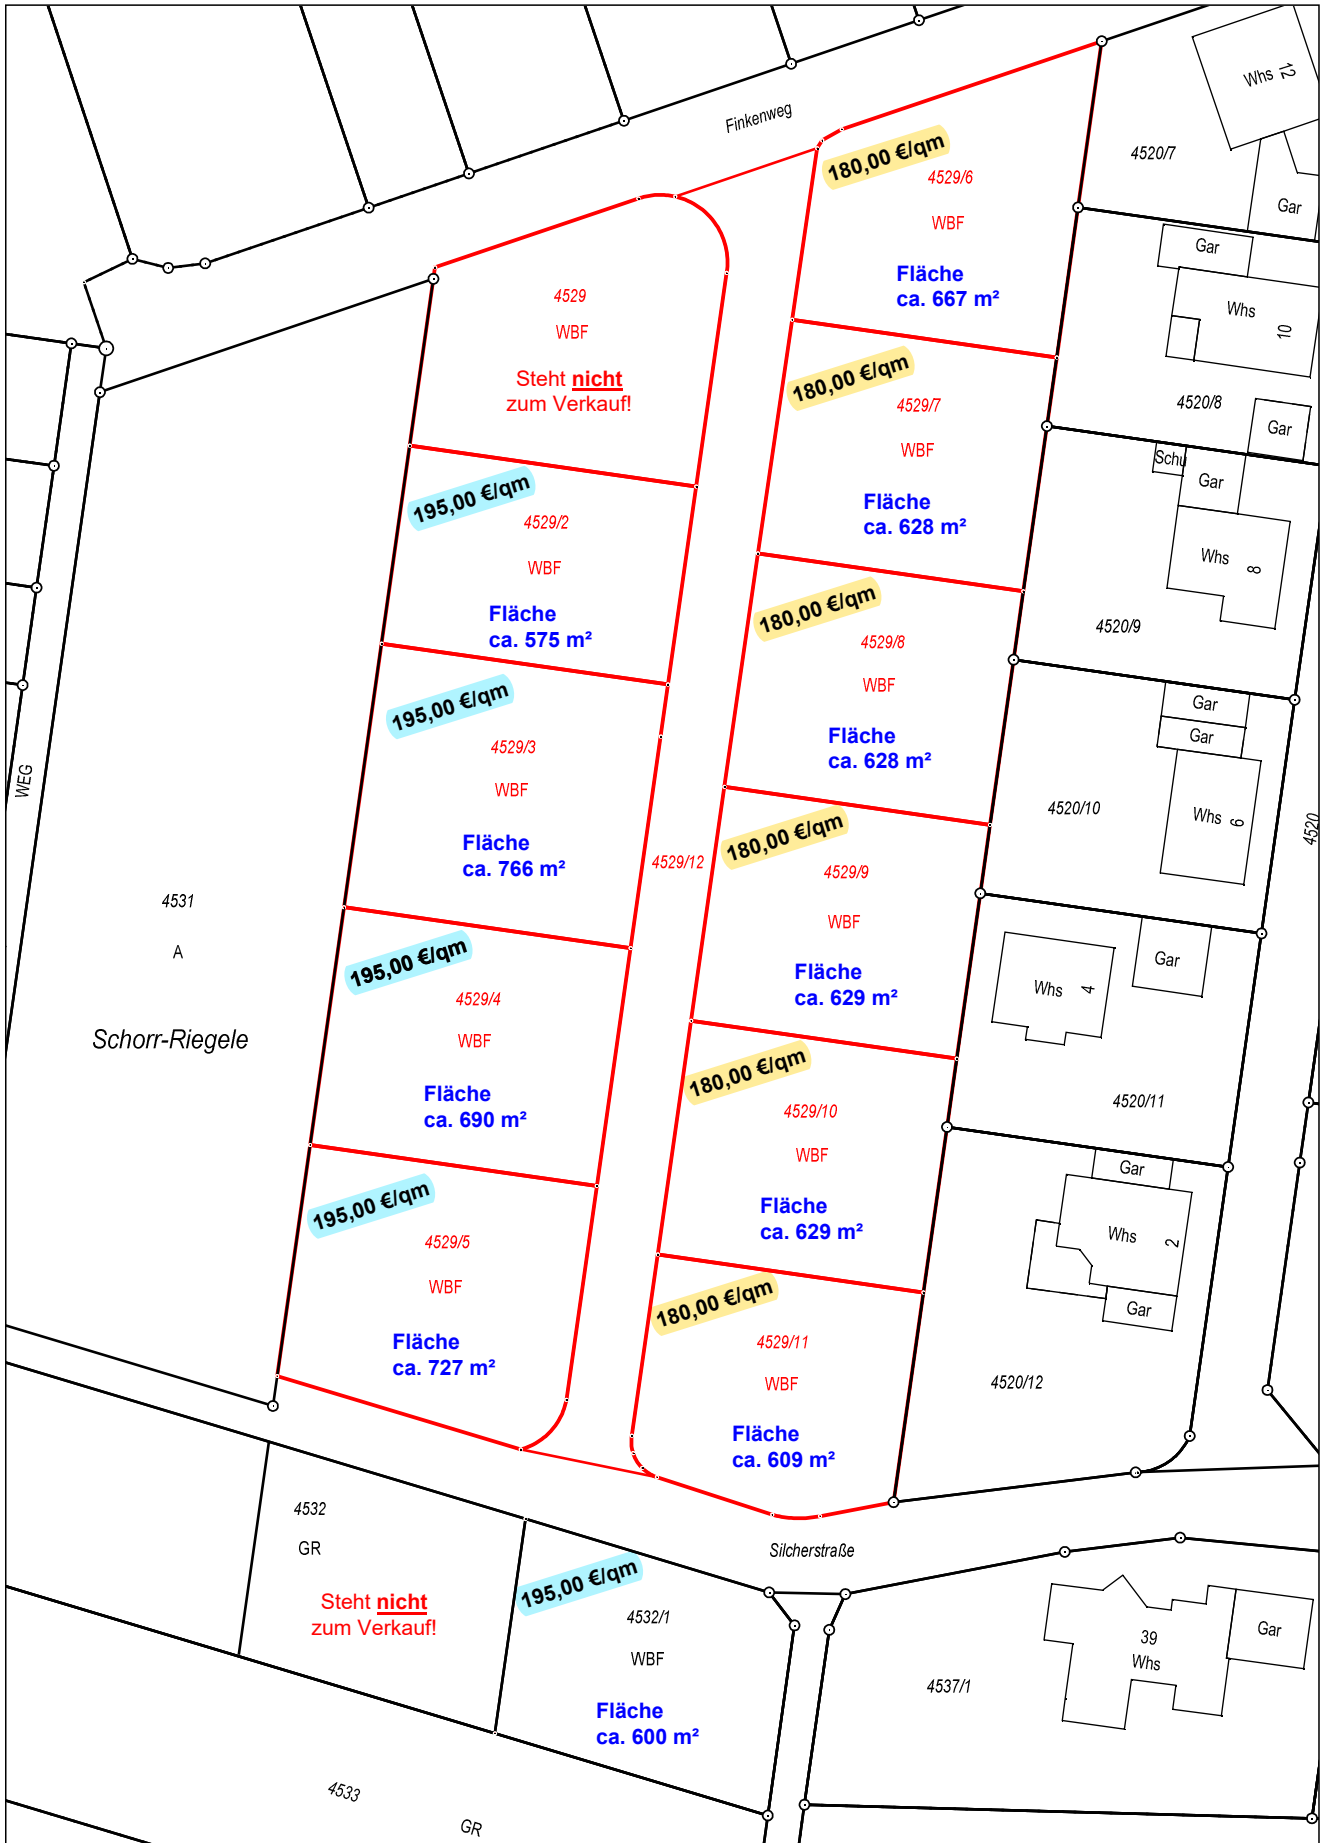 Finkenweg
Whs 12
4520/7
Gar
180,00 €/qm
4529/6
WBF
Fläche
ca. 667 m²
Gar
Whs 10
4520/8
Gar
4529
WBF
Steht nicht
zum Verkauf!
180,00 €/qm
4529/7
WBF
Fläche
ca. 628 m²
Schu
Gar
Whs 8
4520/9
195,00 €/qm
4529/2
WBF
Fläche
ca. 575 m²
180,00 €/qm
4529/8
WBF
Fläche
ca. 628 m²
Gar
Gar
Whs 6
4520/10
4520
195,00 €/qm
4529/3
WBF
Fläche
ca. 766 m²
WEG
4529/12
180,00 €/qm
4529/9
WBF
Fläche
ca. 629 m²
4531
A
Schorr-Riegele
Whs 4
Gar
4520/11
195,00 €/qm
4529/4
WBF
Fläche
ca. 690 m²
180,00 €/qm
4529/10
WBF
Fläche
ca. 629 m²
Gar
Whs 2
Gar
4520/12
195,00 €/qm
4529/5
WBF
Fläche
ca. 727 m²
180,00 €/qm
4529/11
WBF
Fläche
ca. 609 m²
4532
GR
Steht nicht
zum Verkauf!
Silcherstraße
195,00 €/qm
4532/1
WBF
Fläche
ca. 600 m²
39
Whs
Gar
4537/1
4533
GR